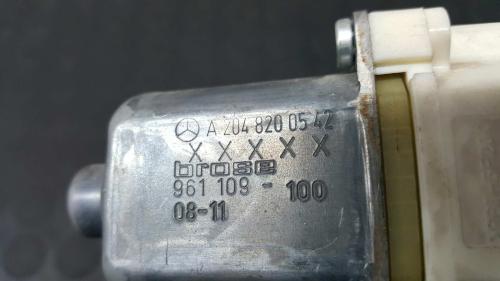 A 204 820 05 42
X X X X X
brose
961 109 - 100
08-11